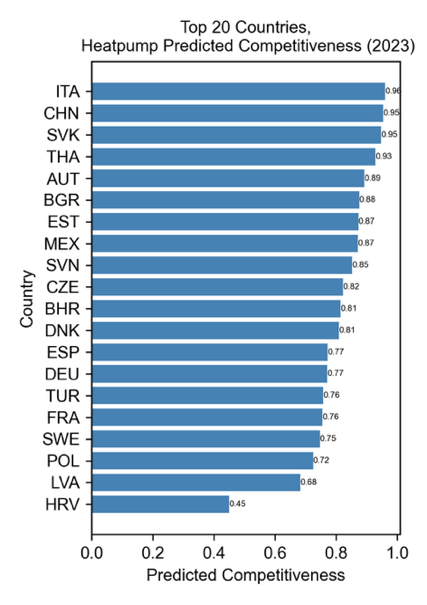 Top 20 Countries,
Heatpump Predicted Competitiveness (2023)
Country
ITA 0.96
CHN 0.95
SVK 0.95
THA 0.93
AUT 0.89
BGR 0.88
EST 0.87
MEX 0.87
SVN 0.85
CZE 0.82
BHR 0.81
DNK 0.81
ESP 0.77
DEU 0.77
TUR 0.76
FRA 0.76
SWE 0.75
POL 0.72
LVA 0.68
HRV 0.45
0.0 0.2 0.4 0.6 0.8 1.0
Predicted Competitiveness